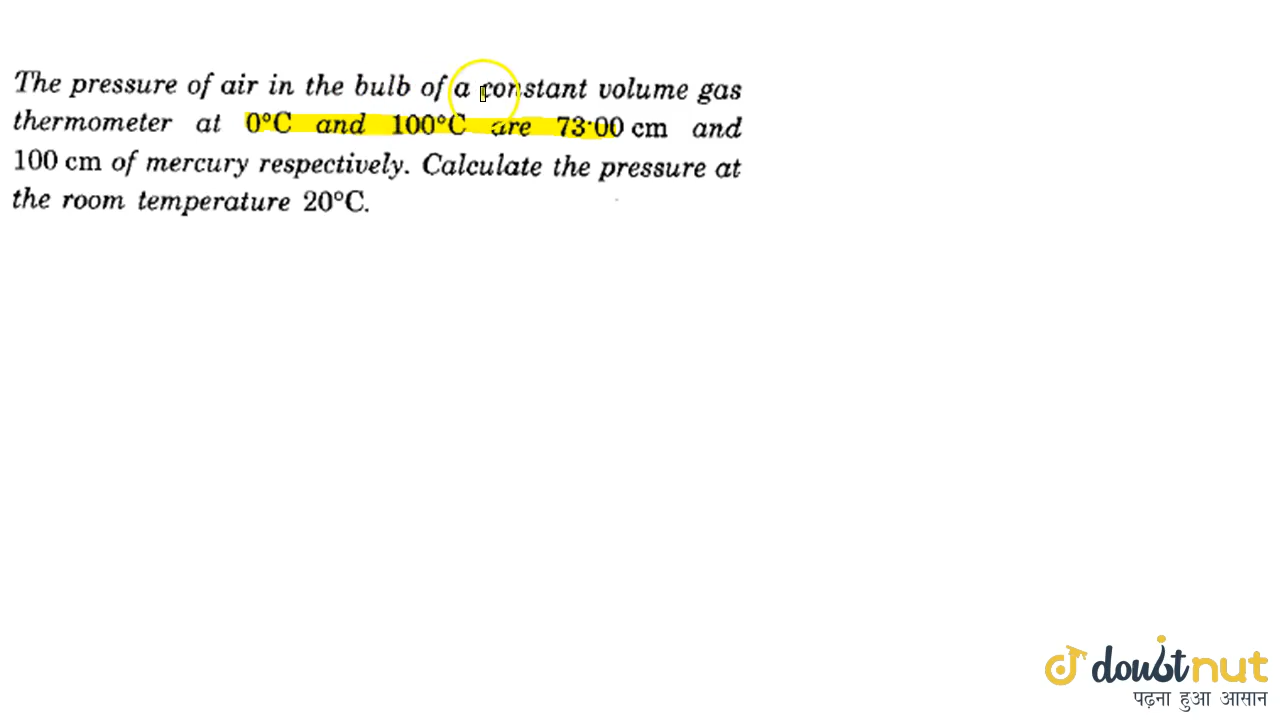 The pressure of air in the bulb of a constant volume gas
thermometer at 0°C and 100°C are 73·00 cm and
100 cm of mercury respectively. Calculate the pressure at
the room temperature 20°C.
doubtnut
पढ़ना हुआ आसान